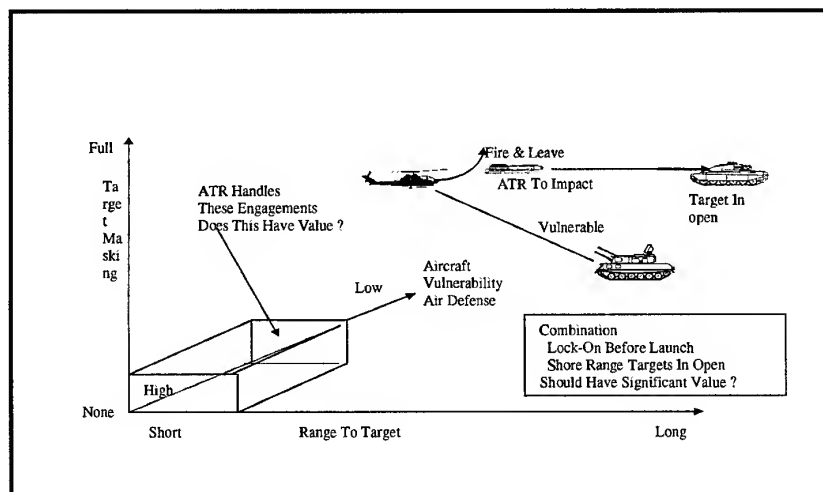 Full
Ta
rge
t
Ma
ski
ng
None
ATR Handles
These Engagements
Does This Have Value ?
Fire & Leave
ATR To Impact
Target In
open
Vulnerable
Low
Aircraft
Vulnerability
Air Defense
High
Combination
Lock-On Before Launch
Shore Range Targets In Open
Should Have Significant Value ?
Short
Range To Target
Long